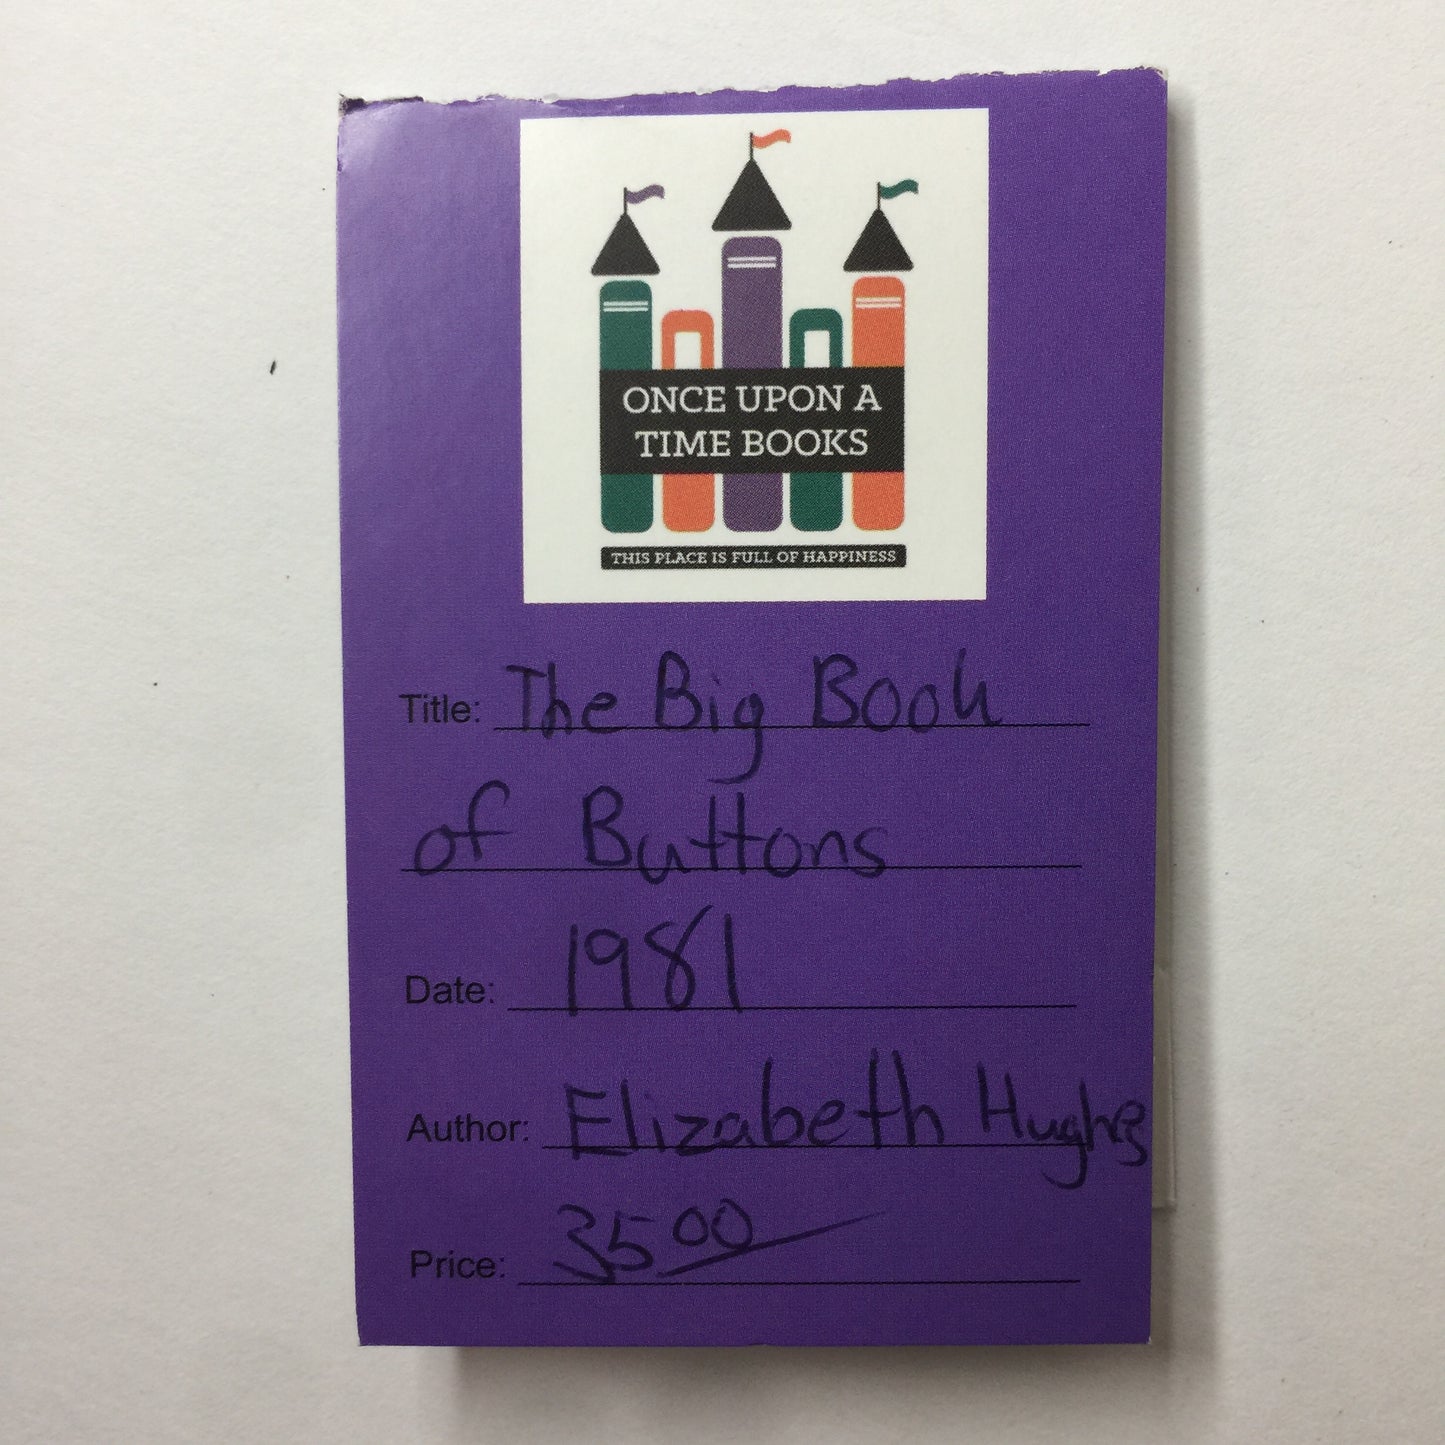 ONCE UPON A
TIME BOOKS
THIS PLACE IS FULL OF HAPPINESS
Title: The Big Book
of Buttons
Date: 1981
Author: Elizabeth Hughes
Price: 35 00